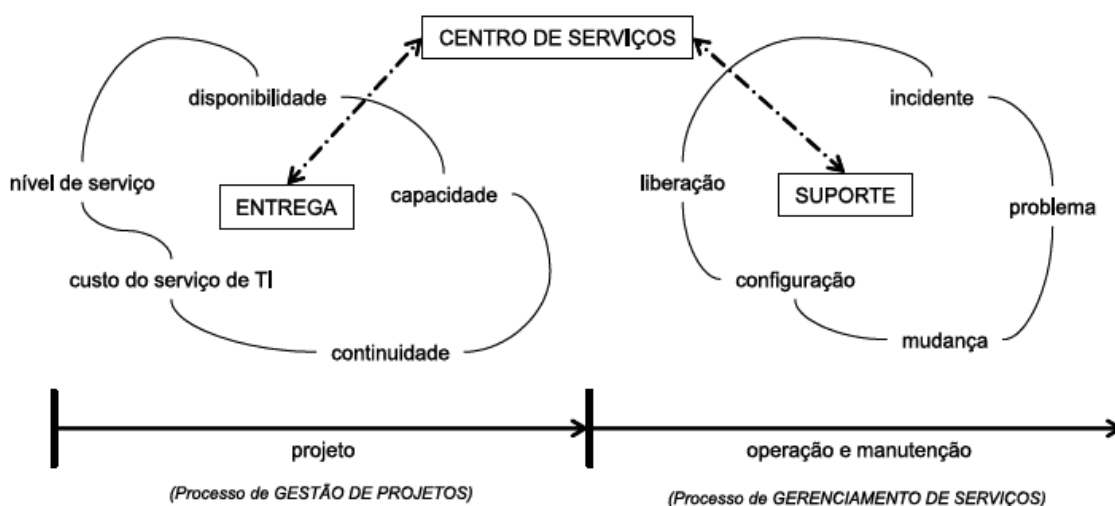 CENTRO DE SERVIÇOS
disponibilidade
nível de serviço
ENTREGA
capacidade
custo do serviço de TI
continuidade
incidente
liberação
SUPORTE
problema
configuração
mudança
projeto
(Processo de GESTÃO DE PROJETOS)
operação e manutenção
(Processo de GERENCIAMENTO DE SERVIÇOS)